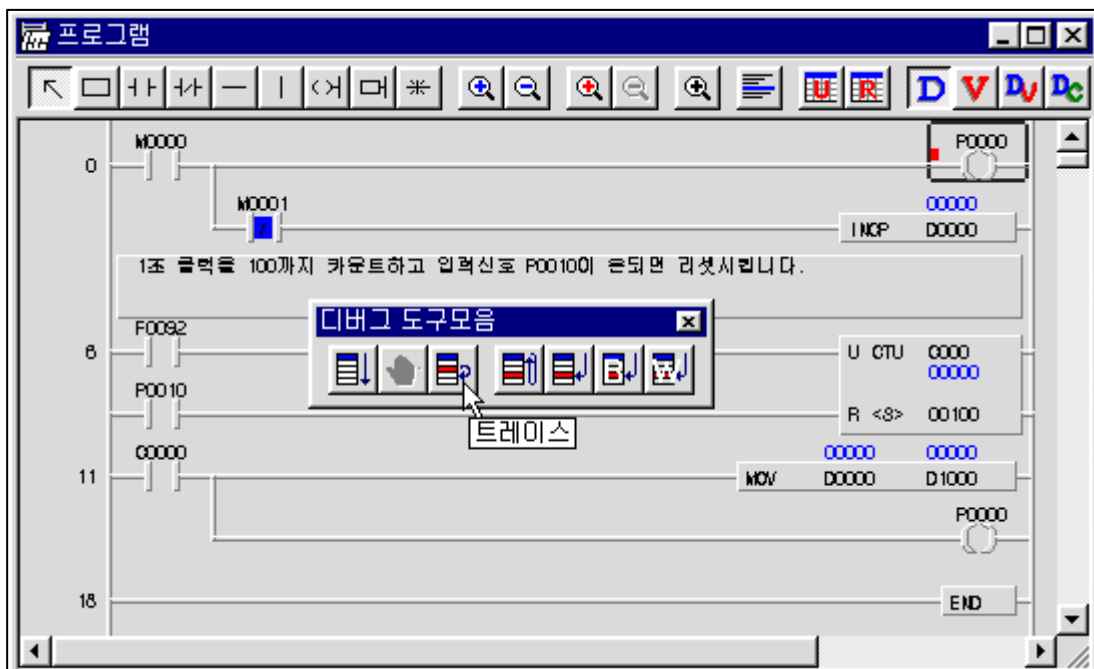 프로그램
U R D V DU DC
M0000 P0000
0
M0001 00000
/ INCP D0000
1초 클럭을 100까지 카운트하고 입력신호 P0010이 온되면 리셋시킵니다.
디버그 도구모음
F0092
6 U CTU C000
00000
B W
P0010
R <S> 00100
트레이스
C0000 00000 00000
11 MOV D0000 D1000
P0000
18 END